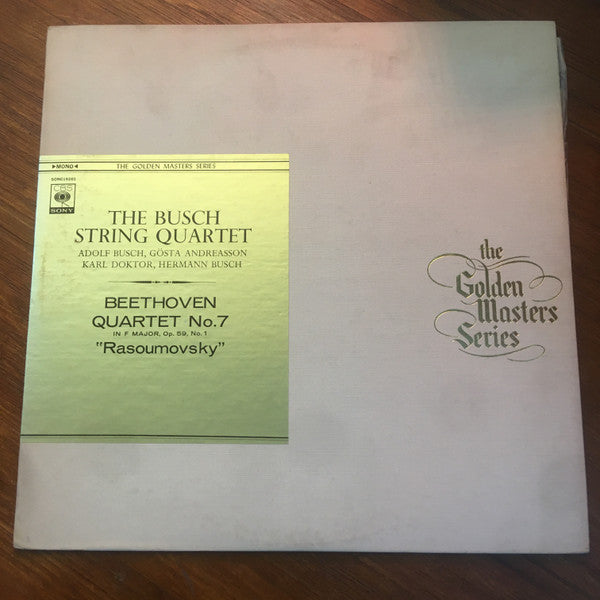 ▶MONO◀ THE GOLDEN MASTERS SERIES
CBS
SONY
THE BUSCH
STRING QUARTET
ADOLF BUSCH, GÖSTA ANDREASSON
KARL DOKTOR, HERMANN BUSCH
BEETHOVEN
QUARTET No.7
IN F MAJOR, Op. 59, No. 1
"Rasoumovsky"
the
Golden
Masters
Series